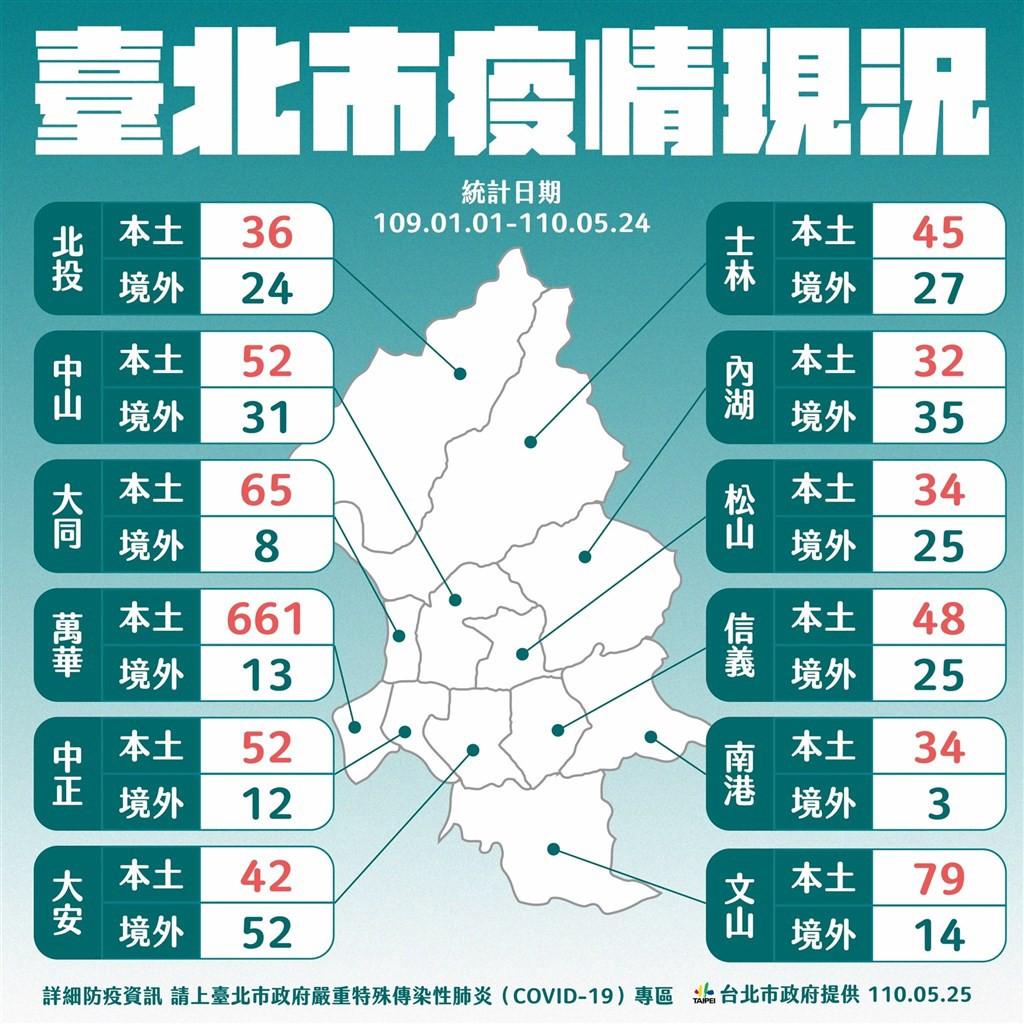 臺北市疫情現況
統計日期
109.01.01-110.05.24
北投
本土 36
境外 24
中山
本土 52
境外 31
大同
本土 65
境外 8
萬華
本土 661
境外 13
中正
本土 52
境外 12
大安
本土 42
境外 52
士林
本土 45
境外 27
內湖
本土 32
境外 35
松山
本土 34
境外 25
信義
本土 48
境外 25
南港
本土 34
境外 3
文山
本土 79
境外 14
詳細防疫資訊 請上臺北市政府嚴重特殊傳染性肺炎（COVID-19）專區 TAIPEI 台北市政府提供 110.05.25